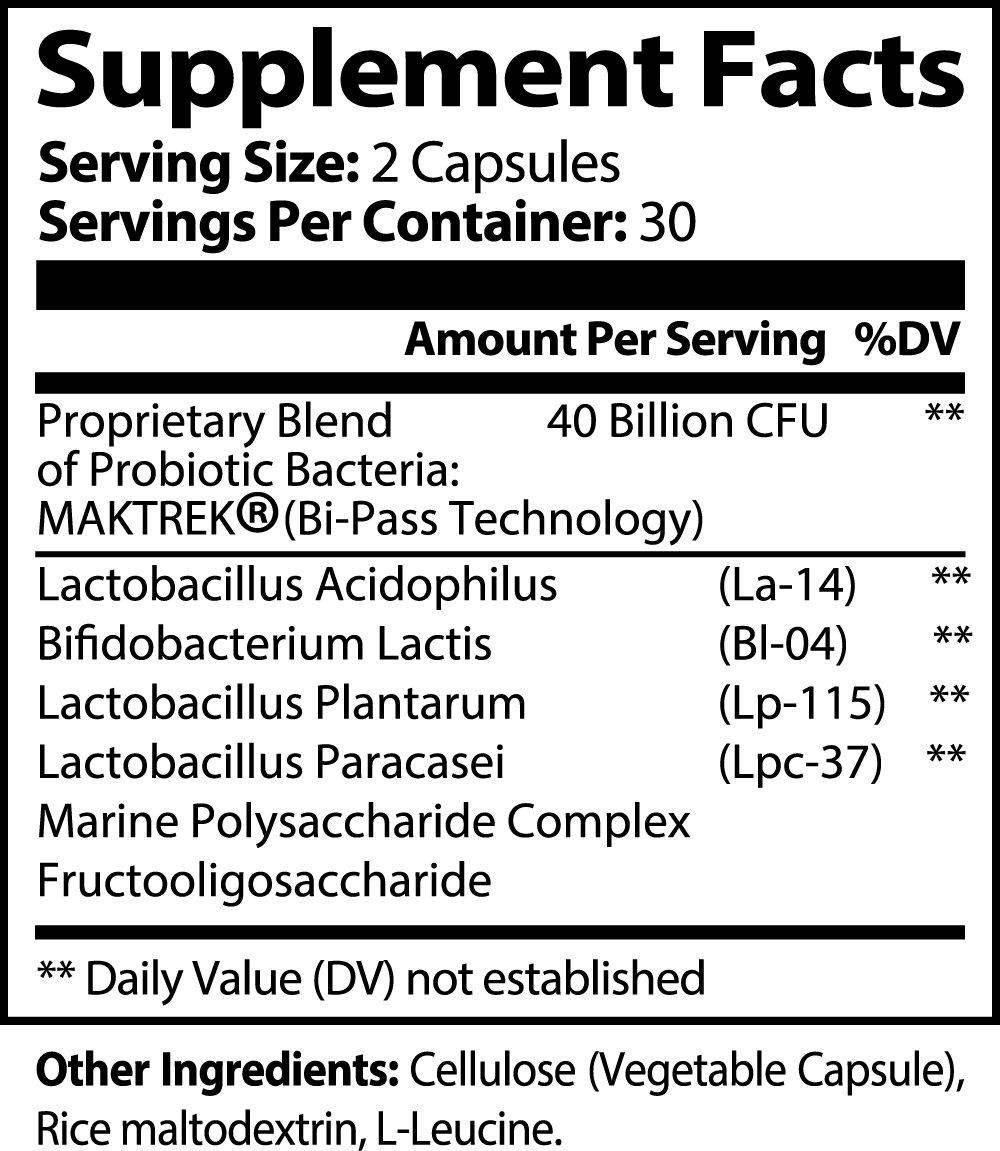 Supplement Facts
Serving Size: 2 Capsules
Servings Per Container: 30
Amount Per Serving %DV
Proprietary Blend 40 Billion CFU **
of Probiotic Bacteria:
MAKTREK®(Bi-Pass Technology)
Lactobacillus Acidophilus (La-14) **
Bifidobacterium Lactis (Bl-04) **
Lactobacillus Plantarum (Lp-115) **
Lactobacillus Paracasei (Lpc-37) **
Marine Polysaccharide Complex
Fructooligosaccharide
** Daily Value (DV) not established
Other Ingredients: Cellulose (Vegetable Capsule),
Rice maltodextrin, L-Leucine.